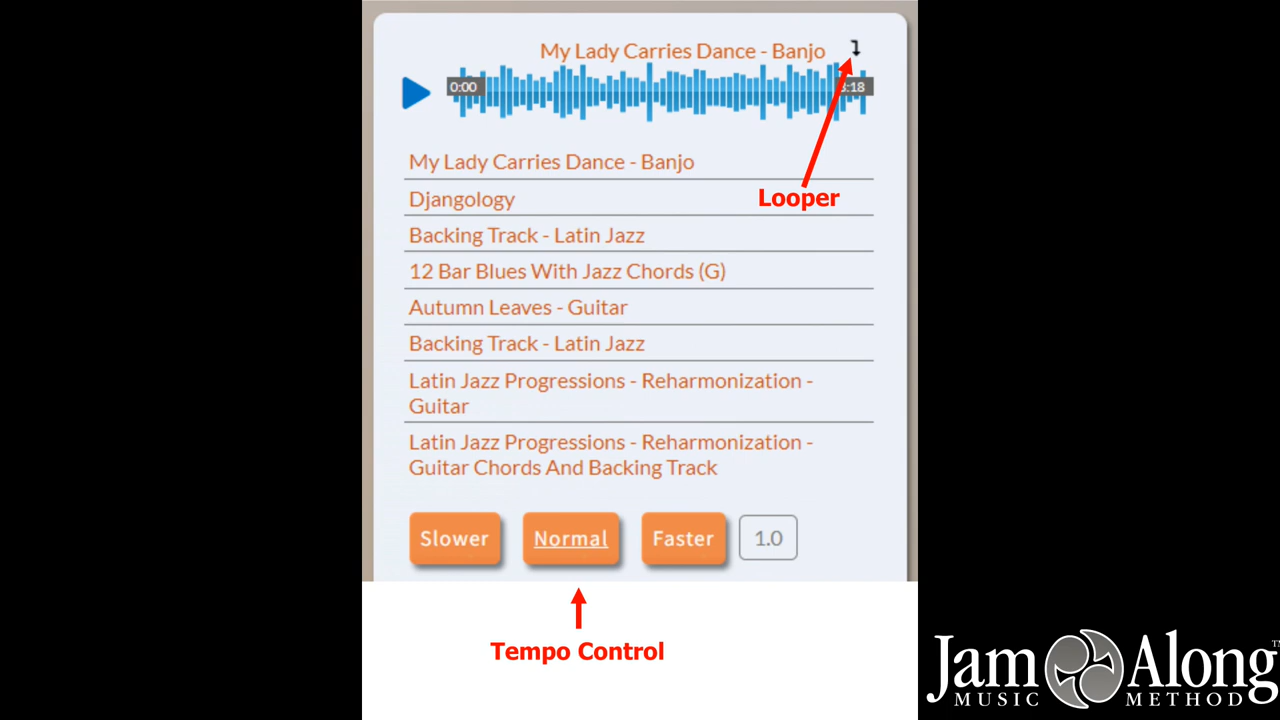 My Lady Carries Dance - Banjo
0:00
:18
My Lady Carries Dance - Banjo
Looper
Djangology
Backing Track - Latin Jazz
12 Bar Blues With Jazz Chords (G)
Autumn Leaves - Guitar
Backing Track - Latin Jazz
Latin Jazz Progressions - Reharmonization -
Guitar
Latin Jazz Progressions - Reharmonization -
Guitar Chords And Backing Track
Slower Normal Faster 1.0
Tempo Control
Jam Along TM
MUSIC METHOD